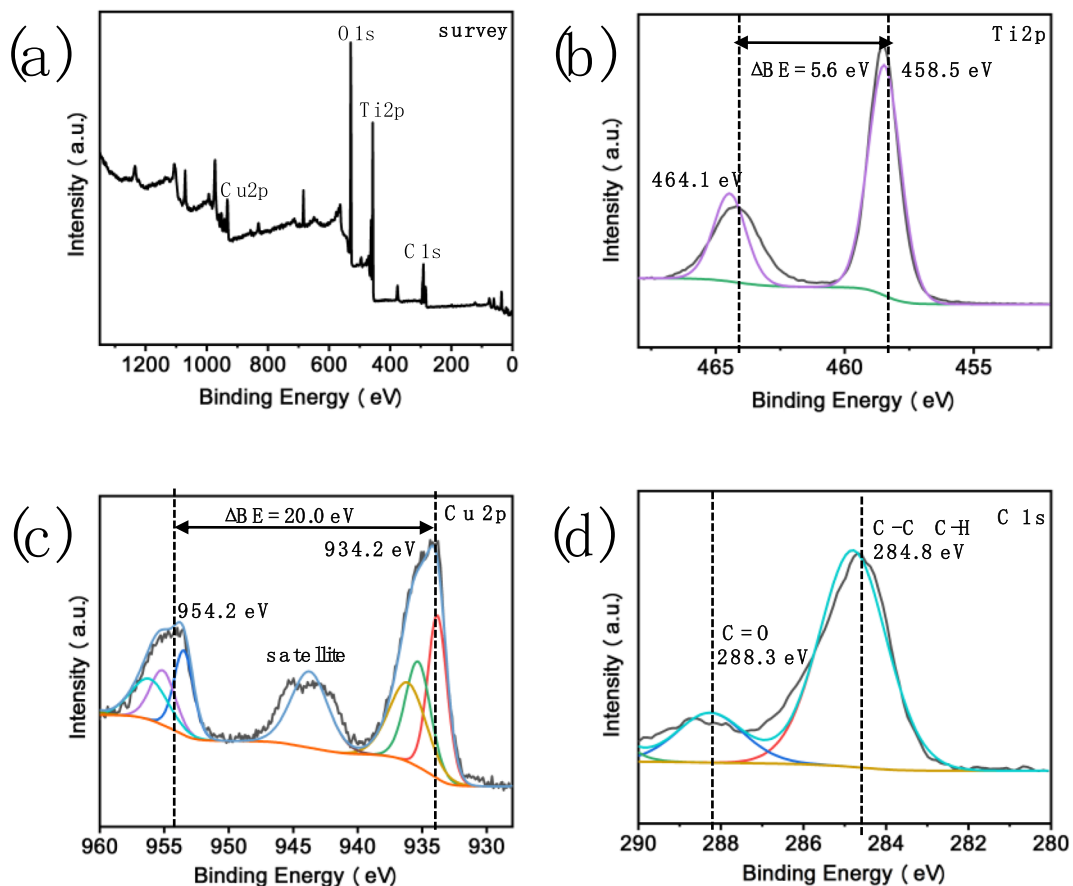 (a)
survey
O 1s
Ti2p
Cu2p
C 1s
Intensity (a.u.)
1200 1000 800 600 400 200 0
Binding Energy (eV)
(b)
Ti2p
ΔBE=5.6 eV
458.5 eV
464.1 eV
Intensity (a.u.)
465 460 455
Binding Energy (eV)
(c)
Cu 2p
ΔBE=20.0 eV
934.2 eV
954.2 eV
satellite
Intensity (a.u.)
960 955 950 945 940 935 930
Binding Energy (eV)
(d)
C 1s
C-C C-H
284.8 eV
C=O
288.3 eV
Intensity (a.u.)
290 288 286 284 282 280
Binding Energy (eV)